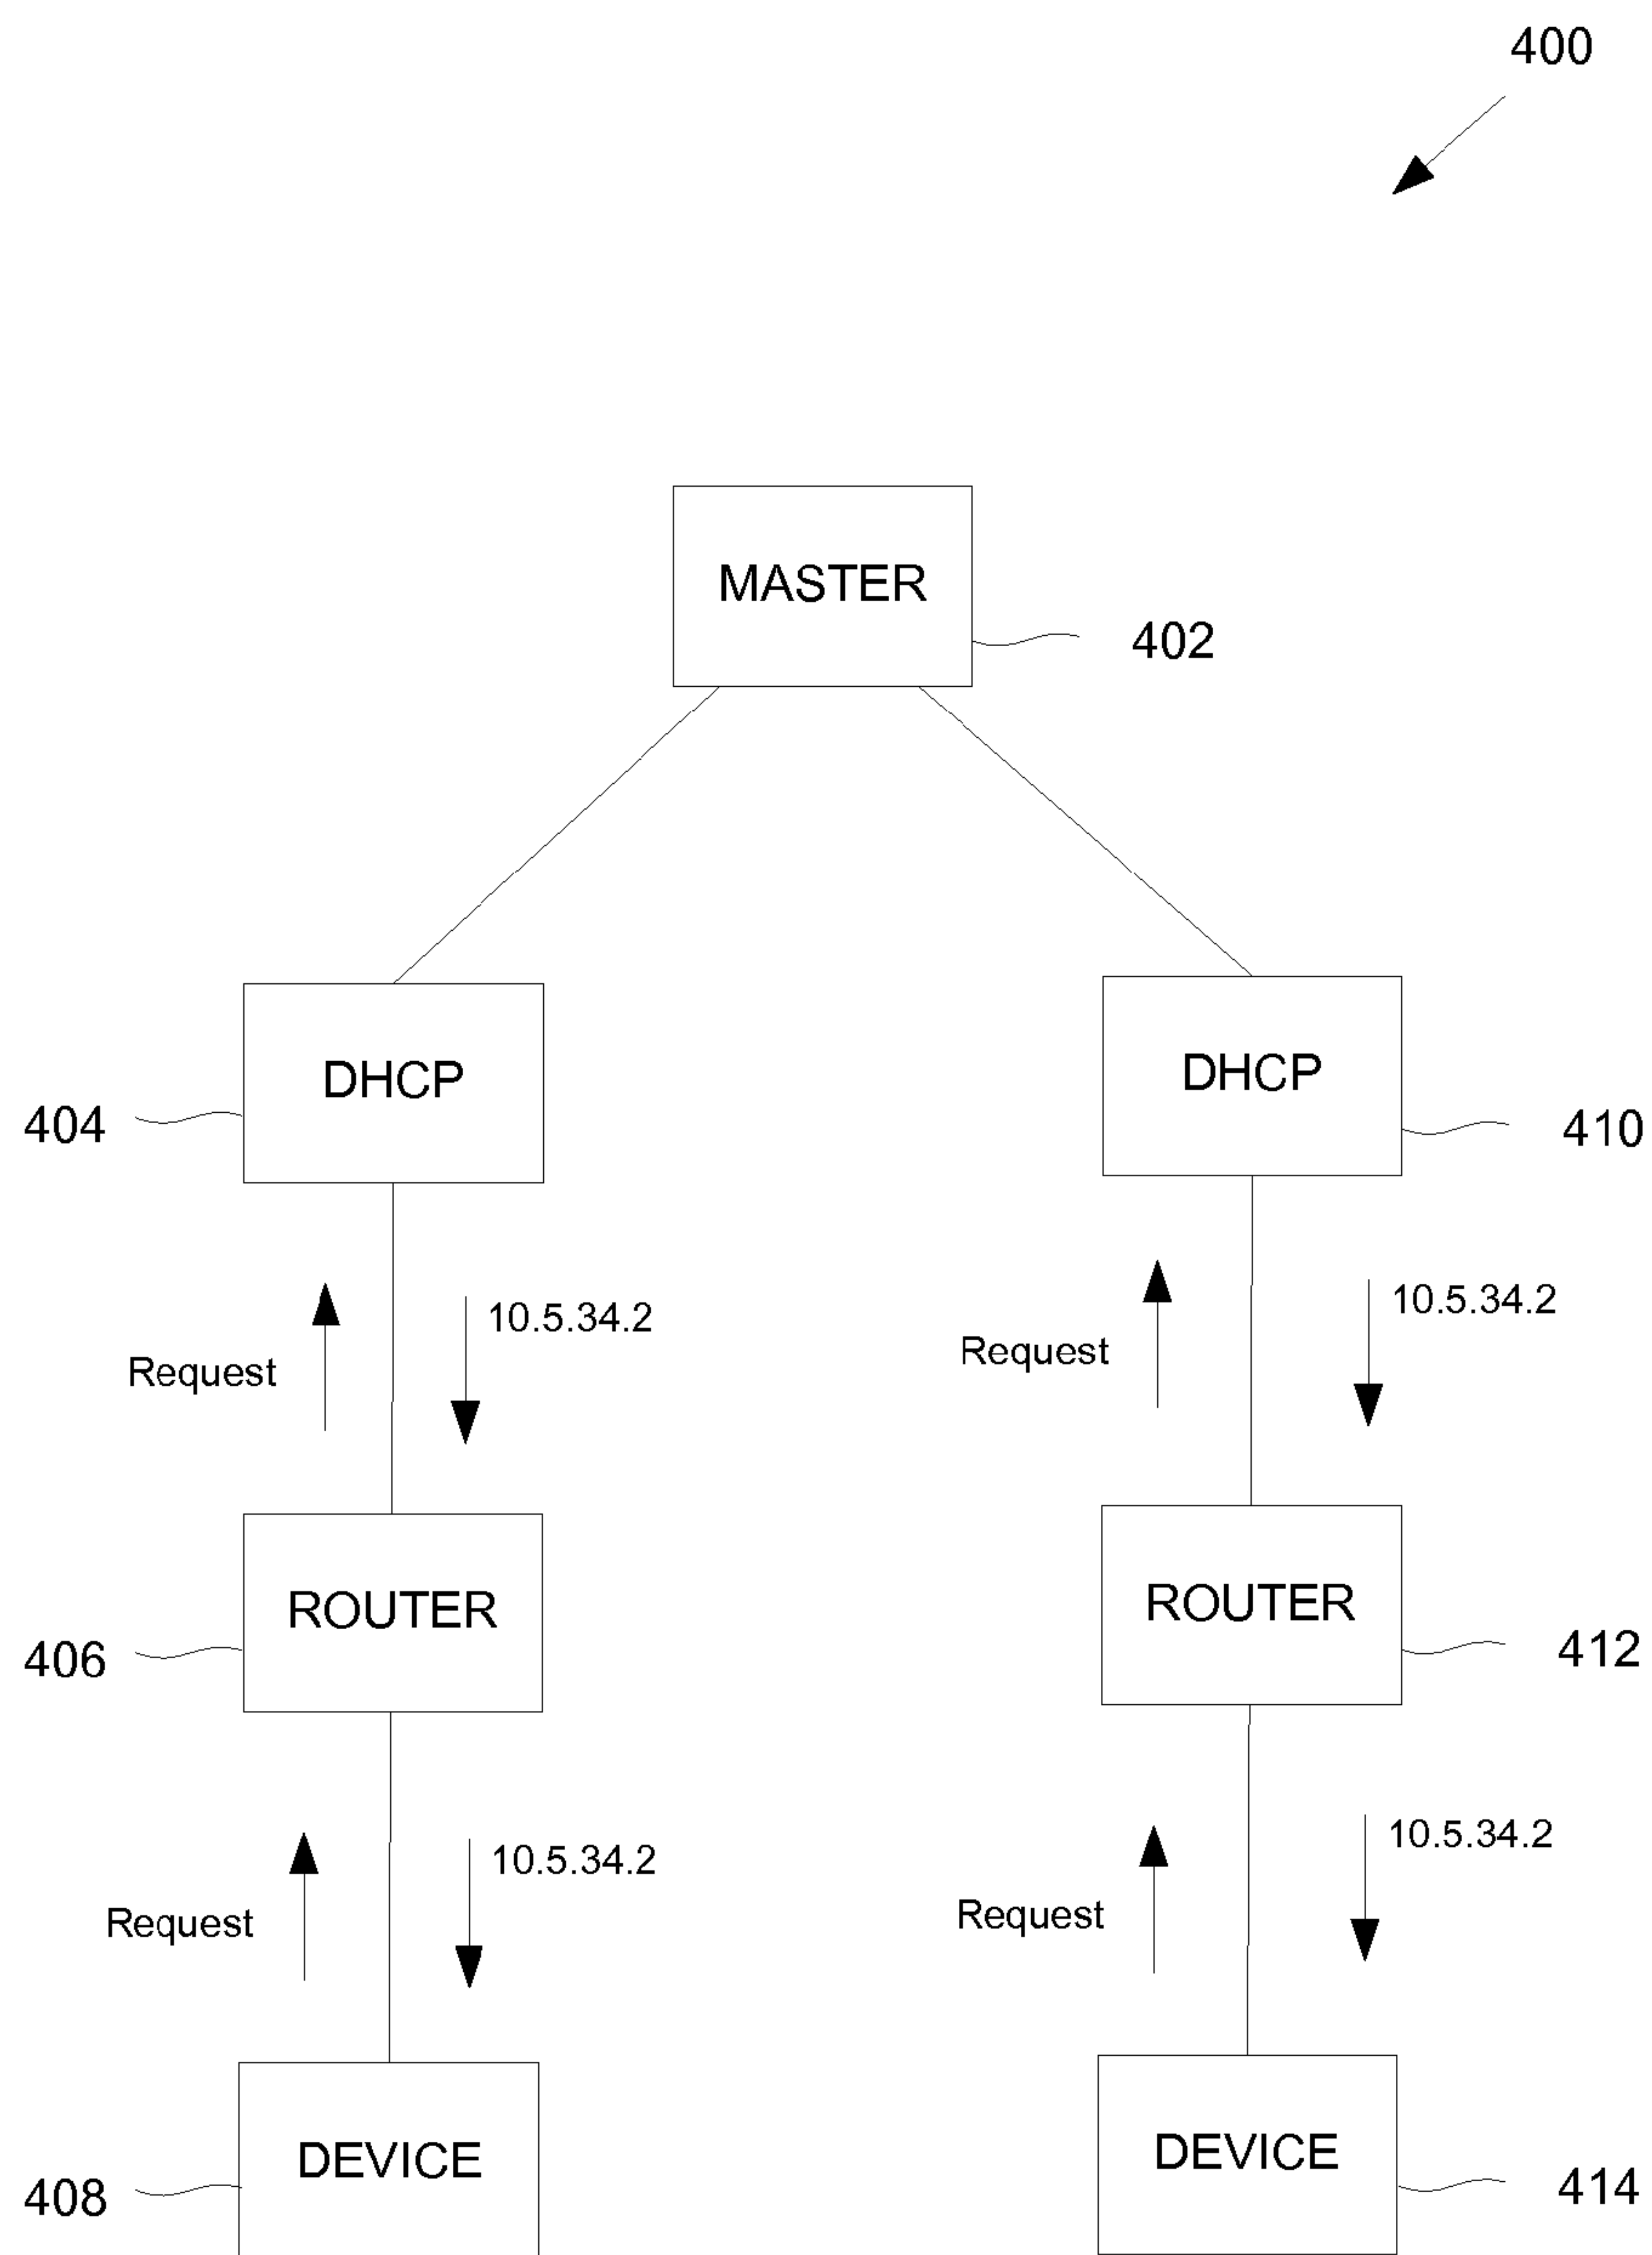 400
MASTER
402
DHCP
DHCP
404
410
10.5.34.2
10.5.34.2
Request
Request
ROUTER
ROUTER
406
412
10.5.34.2
10.5.34.2
Request
Request
DEVICE
DEVICE
408
414